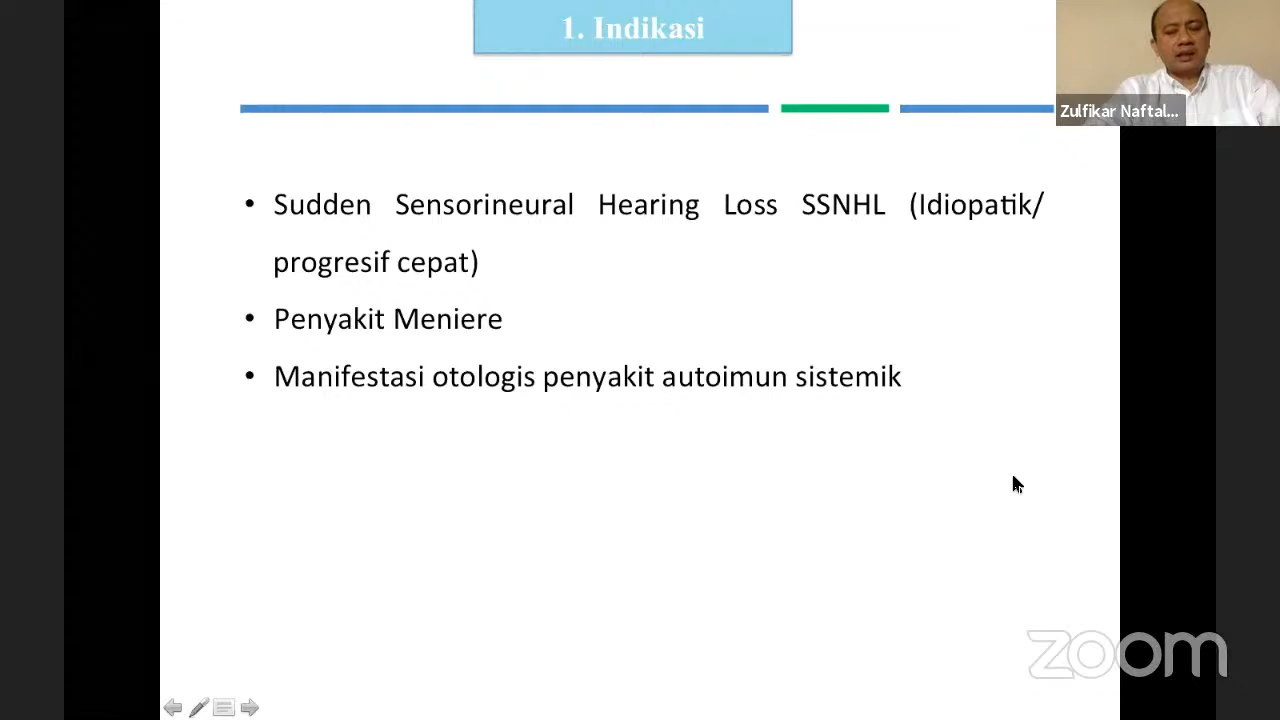 1. Indikasi
Zulfikar Naftal...
• Sudden Sensorineural Hearing Loss SSNHL (Idiopatik/
progresif cepat)
• Penyakit Meniere
• Manifestasi otologis penyakit autoimun sistemik
zoom